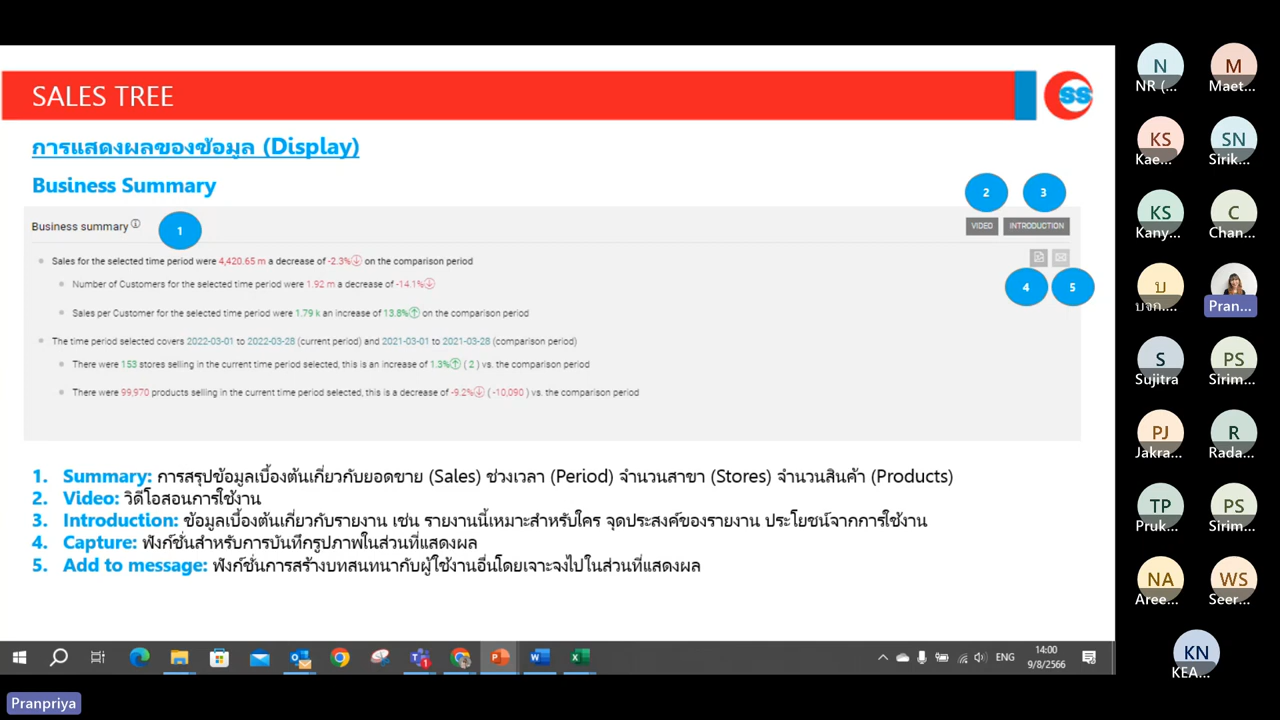 SALES TREE
SS
การแสดงผลของข้อมูล (Display)
Business Summary
2
3
Business summary
1
VIDEO
INTRODUCTION
Sales for the selected time period were 4,420.65 m a decrease of -2.3% on the comparison period
Number of Customers for the selected time period were 1.92 m a decrease of -14.1%
4
5
Sales per Customer for the selected time period were 1.79 k an increase of 13.8% on the comparison period
The time period selected covers 2022-03-01 to 2022-03-28 (current period) and 2021-03-01 to 2021-03-28 (comparison period)
There were 153 stores selling in the current time period selected, this is an increase of 1.3% ( 2 ) vs. the comparison period
There were 99,970 products selling in the current time period selected, this is a decrease of -9.2% ( -10,090 ) vs. the comparison period
1. Summary: การสรุปข้อมูลเบื้องต้นเกี่ยวกับยอดขาย (Sales) ช่วงเวลา (Period) จำนวนสาขา (Stores) จำนวนสินค้า (Products)
2. Video: วิดีโอสอนการใช้งาน
3. Introduction: ข้อมูลเบื้องต้นเกี่ยวกับรายงาน เช่น รายงานนี้เหมาะสำหรับใคร จุดประสงค์ของรายงาน ประโยชน์จากการใช้งาน
4. Capture: ฟังก์ชั่นสำหรับการบันทึกรูปภาพในส่วนที่แสดงผล
5. Add to message: ฟังก์ชั่นการสร้างบทสนทนากับผู้ใช้งานอื่นโดยเจาะจงไปในส่วนที่แสดงผล
ENG
14:00
9/8/2566
Pranpriya
N
NR (...
M
Maet...
KS
Kae...
SN
Sirik...
KS
Kany...
C
Chan...
บ
บจก....
Pran...
S
Sujitra
PS
Sirim...
PJ
Jakra...
R
Rada...
TP
Pruk...
PS
Sirim...
NA
Aree...
WS
Seer...
KN
KEA...